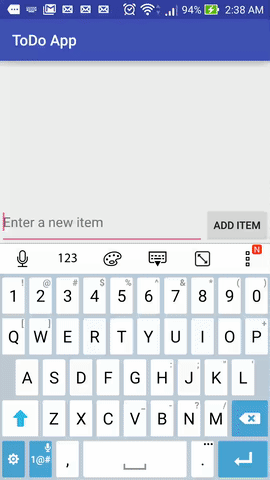 94% 2:38 AM
ToDo App
Enter a new item
ADD ITEM
123 N
! @ # $ % ^ & * ( )
1 2 3 4 5 6 7 8 9 0
[ ]
Q W E R T Y U I O P +
: ; ' "
A S D F G H J K L
_ - / ?
Z X C V B N M
1@# , . ...